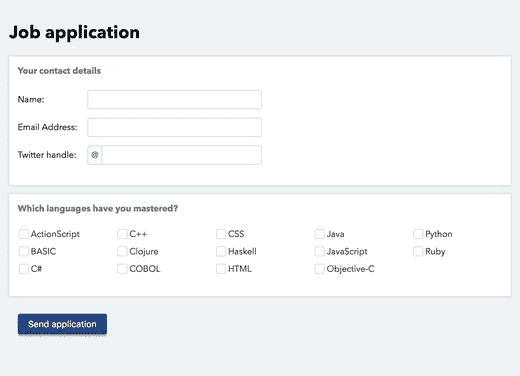 Job application
Your contact details
Name:
Email Address:
Twitter handle: @
Which languages have you mastered?
ActionScript C++ CSS Java Python
BASIC Clojure Haskell JavaScript Ruby
C# COBOL HTML Objective-C
Send application